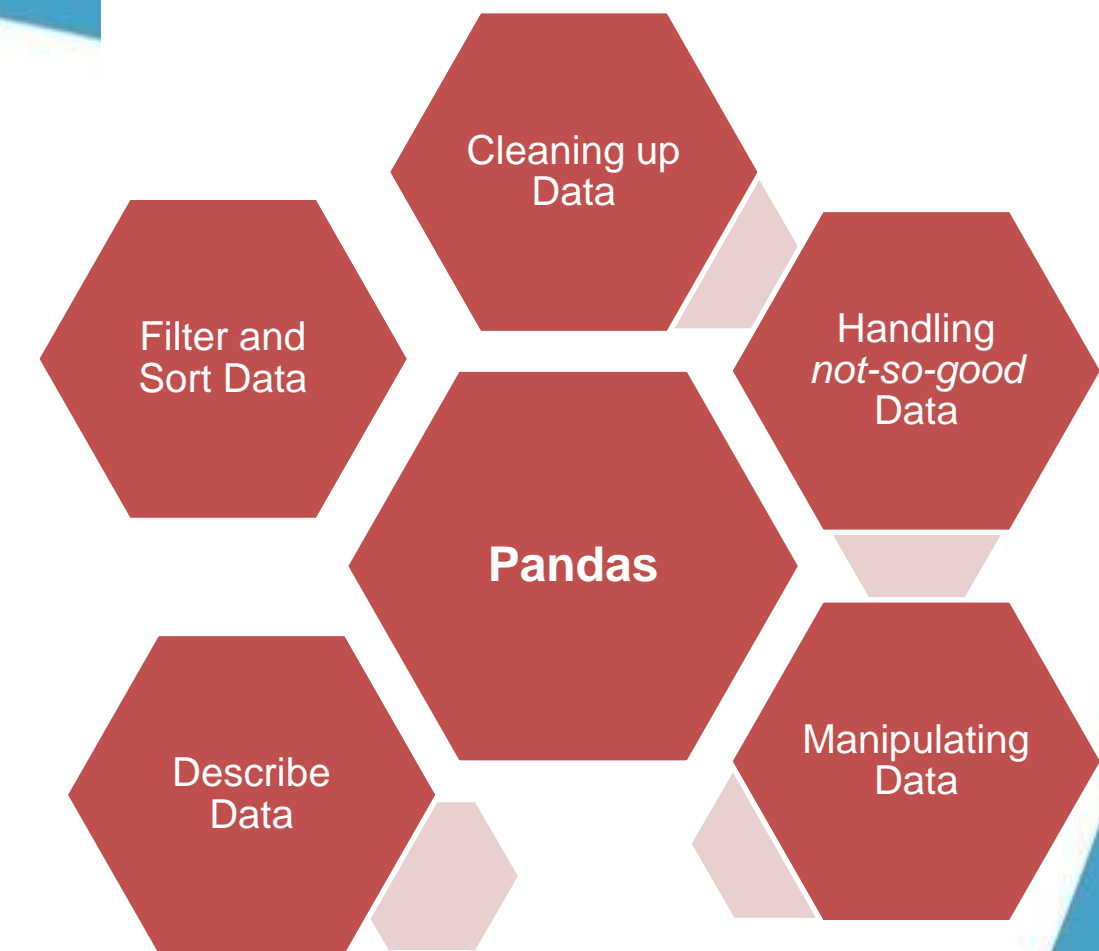 Cleaning up
Data
Filter and
Sort Data
Handling
not-so-good
Data
Pandas
Describe
Data
Manipulating
Data